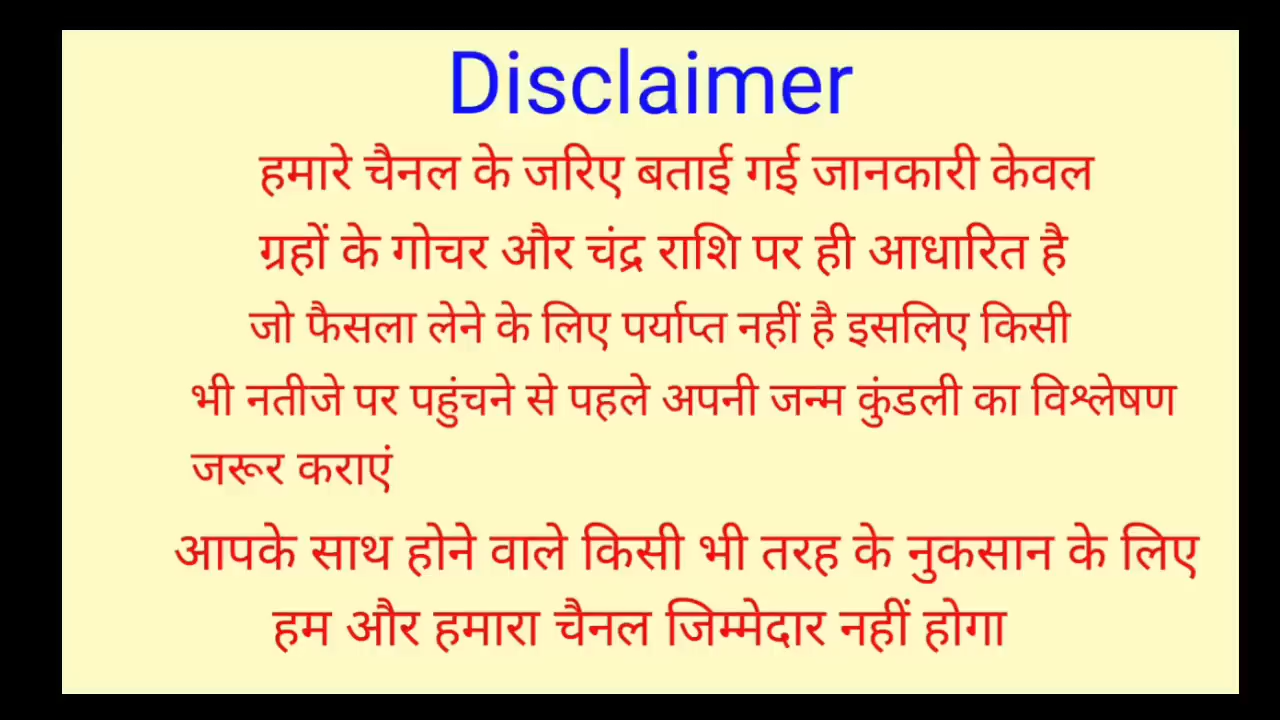 Disclaimer
हमारे चैनल के जरिए बताई गई जानकारी केवल
ग्रहों के गोचर और चंद्र राशि पर ही आधारित है
जो फैसला लेने के लिए पर्याप्त नहीं है इसलिए किसी
भी नतीजे पर पहुंचने से पहले अपनी जन्म कुंडली का विश्लेषण
जरूर कराएं
आपके साथ होने वाले किसी भी तरह के नुकसान के लिए
हम और हमारा चैनल जिम्मेदार नहीं होगा